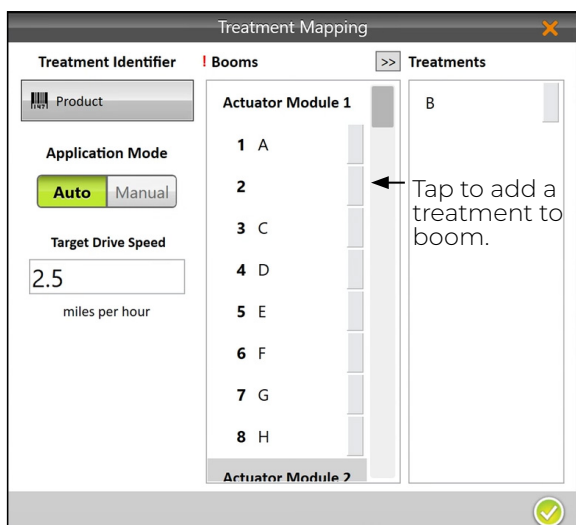 Treatment Mapping
Treatment Identifier
Product
Application Mode
Auto Manual
Target Drive Speed
2.5
miles per hour
! Booms >>
Actuator Module 1
1 A
2
3 C
4 D
5 E
6 F
7 G
8 H
Actuator Module 2
Treatments
B
Tap to add a
treatment to
boom.